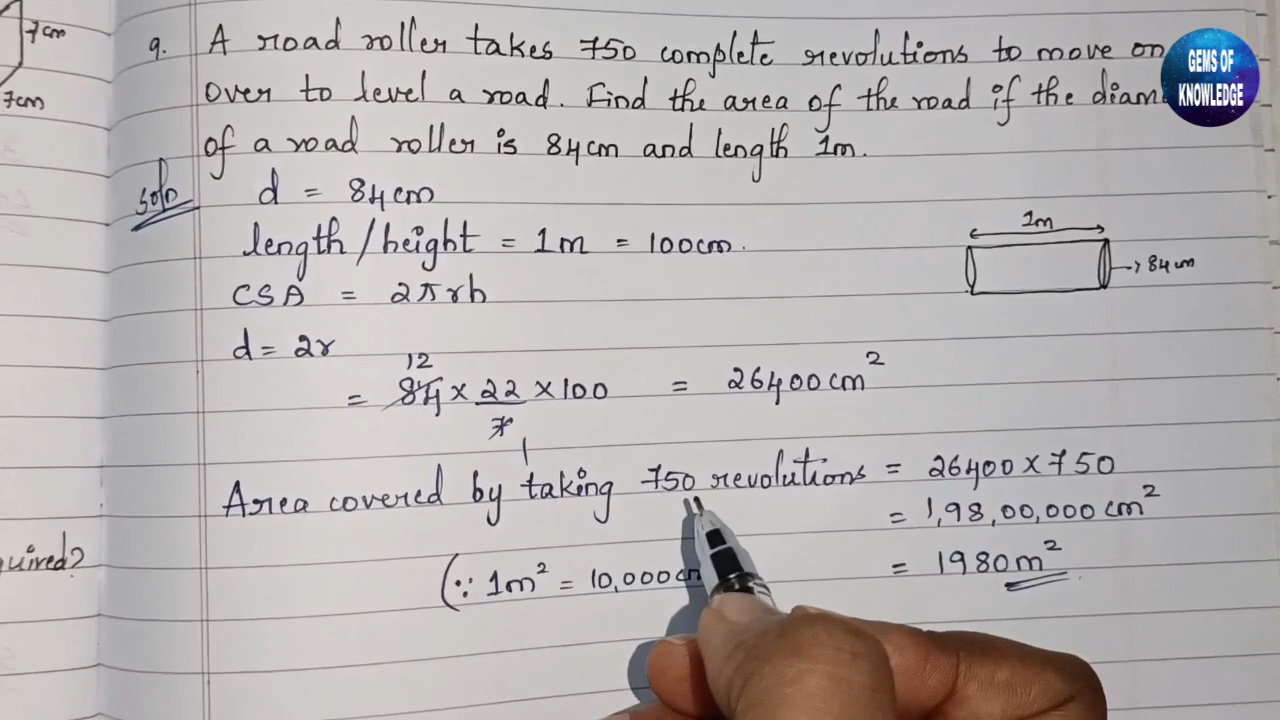 7cm
7cm
9. A road roller takes 750 complete revolutions to move on
over to level a road. Find the area of the road if the diam
of a road roller is 84cm and length 1m.
Soln
d = 84cm
length/height = 1m = 100cm.
1m
84cm
CSA = 2πrh
d = 2r
12
= 84 × 22 × 100 = 26400 cm²
7
1
Area covered by taking 750 revolutions = 26400 × 750
= 1,98,00,000 cm²
(∵ 1m² = 10,000 = 1980m²
quired?
GEMS OF
KNOWLEDGE